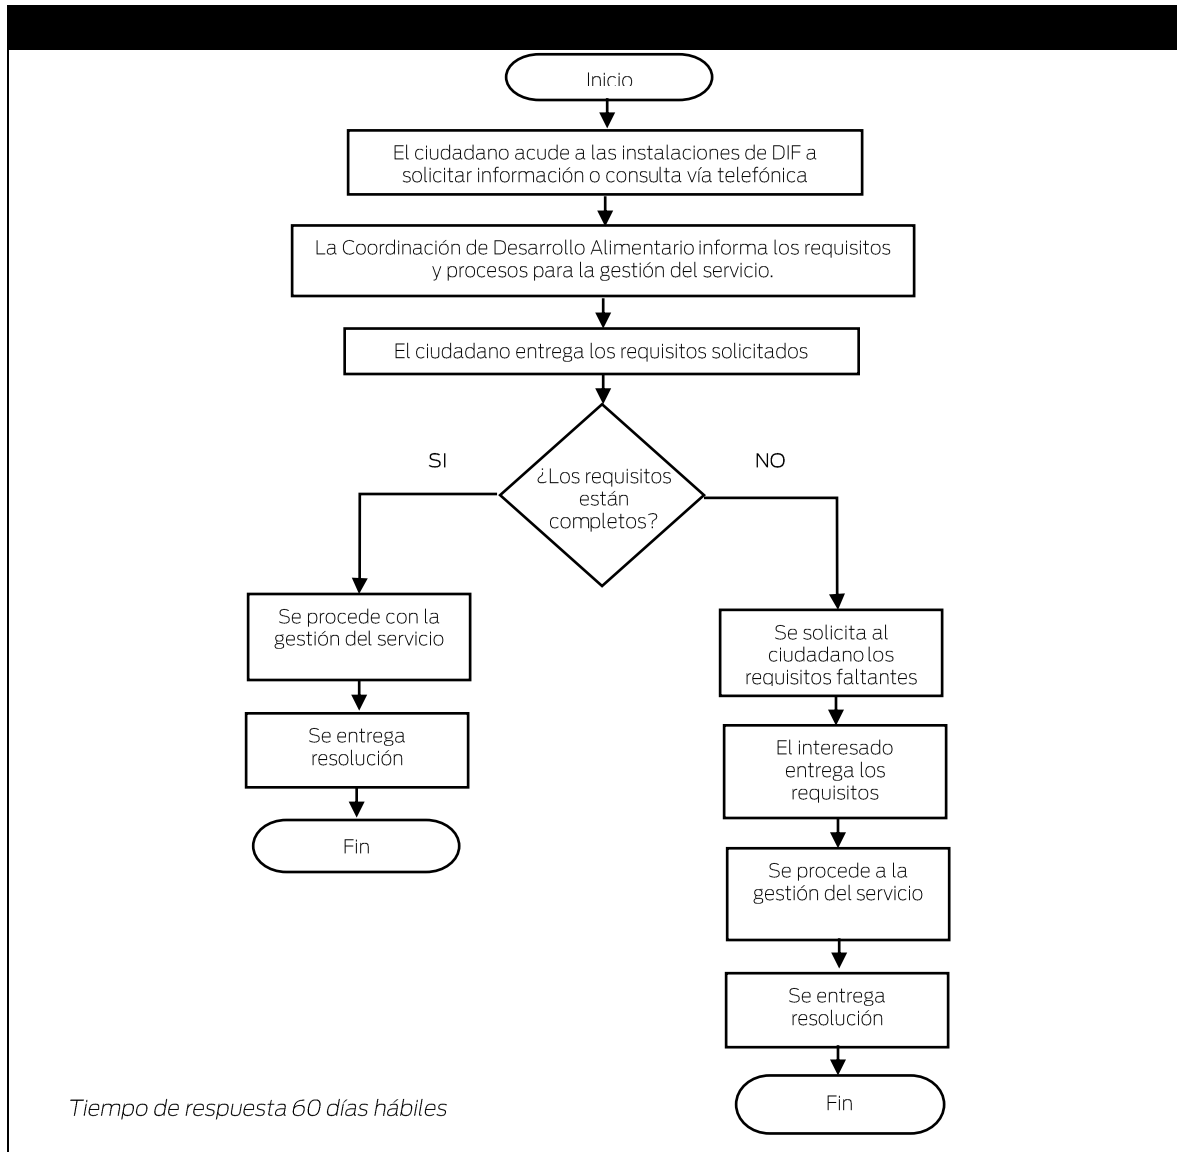 Inicio
El ciudadano acude a las instalaciones de DIF a
solicitar información o consulta vía telefónica
La Coordinación de Desarrollo Alimentario informa los requisitos
y procesos para la gestión del servicio.
El ciudadano entrega los requisitos solicitados
SI
NO
¿Los requisitos
están
completos?
Se procede con la
gestión del servicio
Se entrega
resolución
Fin
Se solicita al
ciudadano los
requisitos faltantes
El interesado
entrega los
requisitos
Se procede a la
gestión del servicio
Se entrega
resolución
Fin
Tiempo de respuesta 60 días hábiles